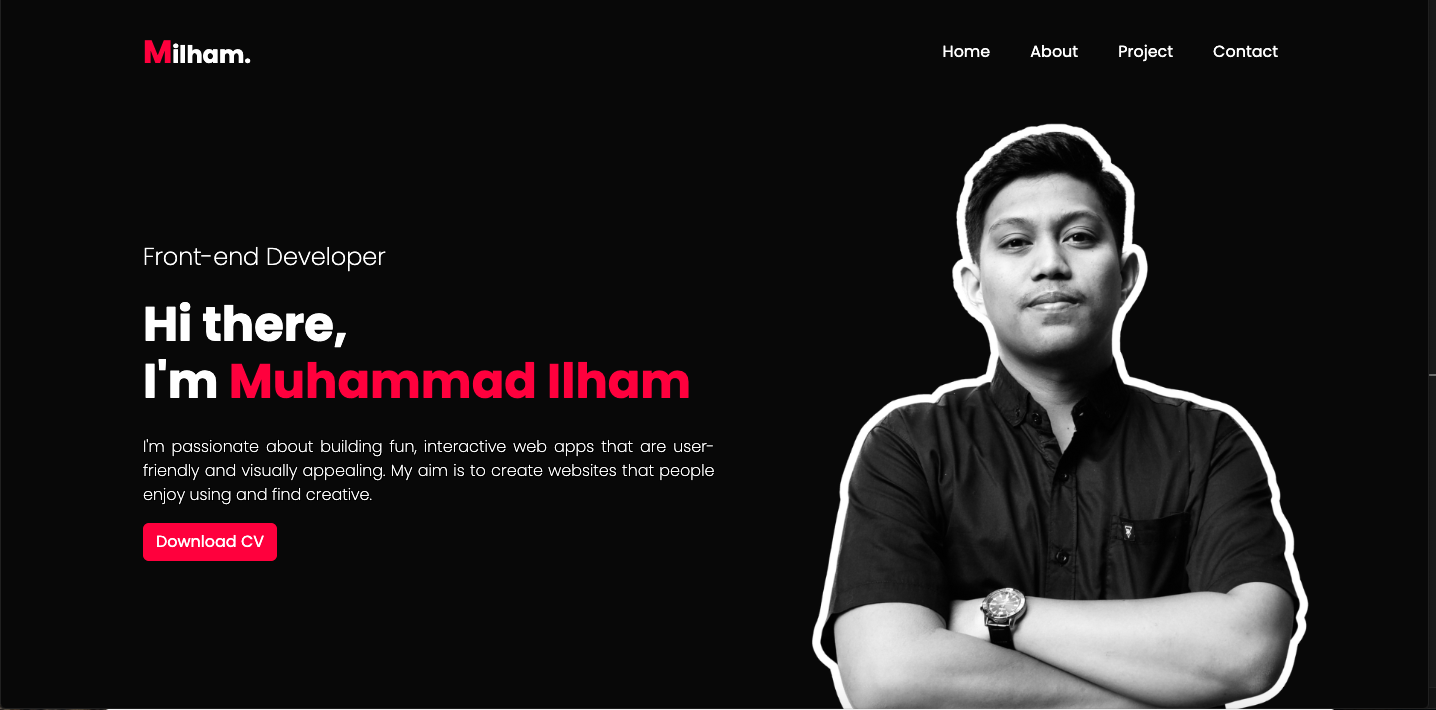 Milham.
Home About Project Contact
Front-end Developer
Hi there,
I'm Muhammad Ilham
I'm passionate about building fun, interactive web apps that are user-
friendly and visually appealing. My aim is to create websites that people
enjoy using and find creative.
Download CV